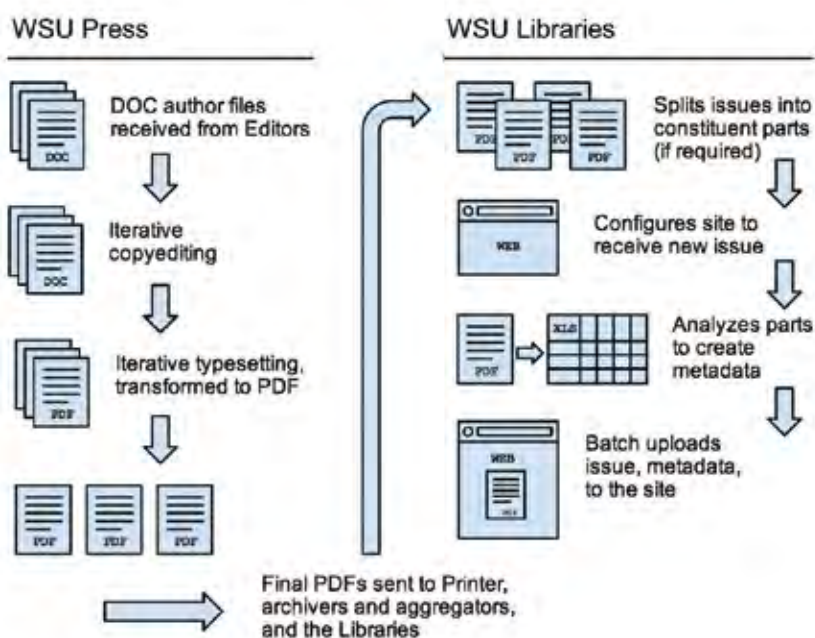 WSU Press
DOC author files
received from Editors
DOC
Iterative
copyediting
DOC
Iterative typesetting,
transformed to PDF
PDF
PDF
PDF
PDF
Final PDFs sent to Printer,
archivers and aggregators,
and the Libraries
WSU Libraries
PDF
PDF
PDF
PDF
Splits issues into
constituent parts
(if required)
WEB
Configures site to
receive new issue
PDF
XLS
Analyzes parts
to create
metadata
WEB
Batch uploads
issue, metadata,
to the site